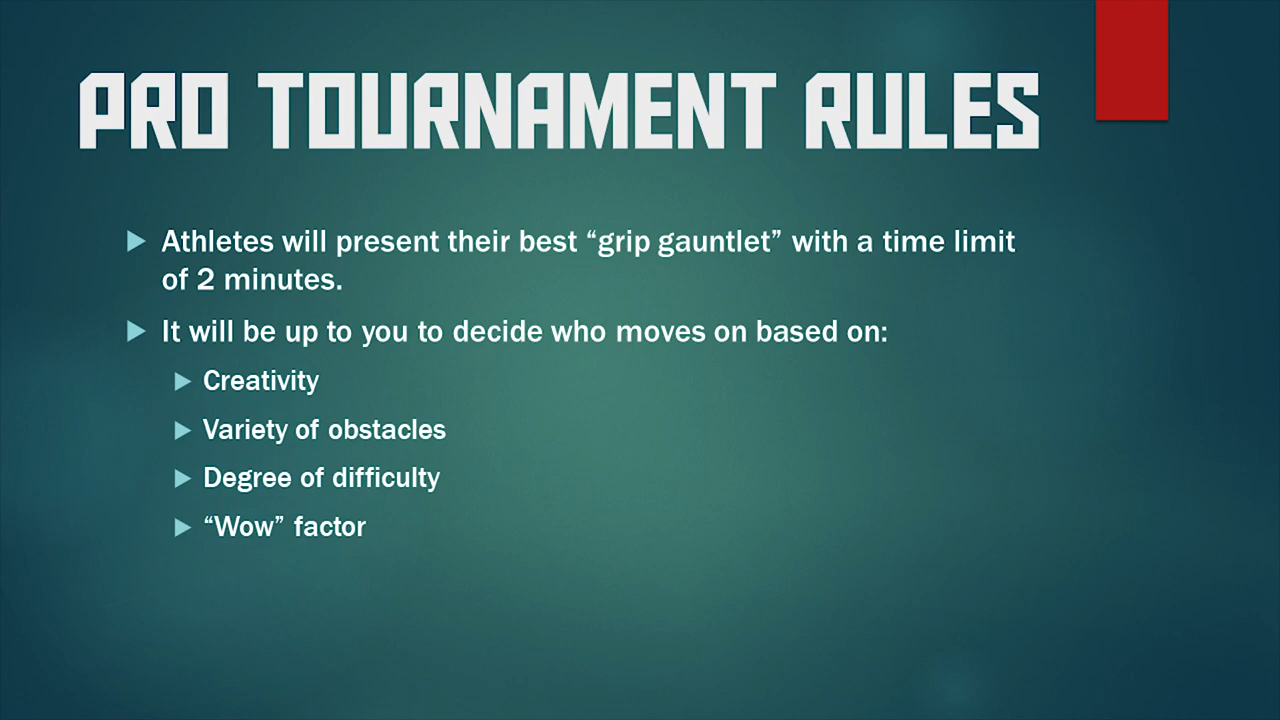 PRO TOURNAMENT RULES
Athletes will present their best “grip gauntlet” with a time limit
of 2 minutes.
It will be up to you to decide who moves on based on:
Creativity
Variety of obstacles
Degree of difficulty
“Wow” factor